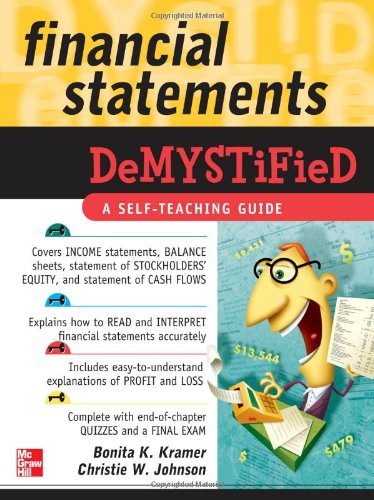 financial
statements
DeMYSTiFieD
A SELF-TEACHING GUIDE
Covers INCOME statements, BALANCE
sheets, statement of STOCKHOLDERS'
EQUITY, and statement of CASH FLOWS
Explains how to READ and INTERPRET
financial statements accurately
Includes easy-to-understand
explanations of PROFIT and LOSS
Complete with end-of-chapter
QUIZZES and a FINAL EXAM
Bonita K. Kramer
Christie W. Johnson
Mc
Graw
Hill
$9,431
$13,544
$479